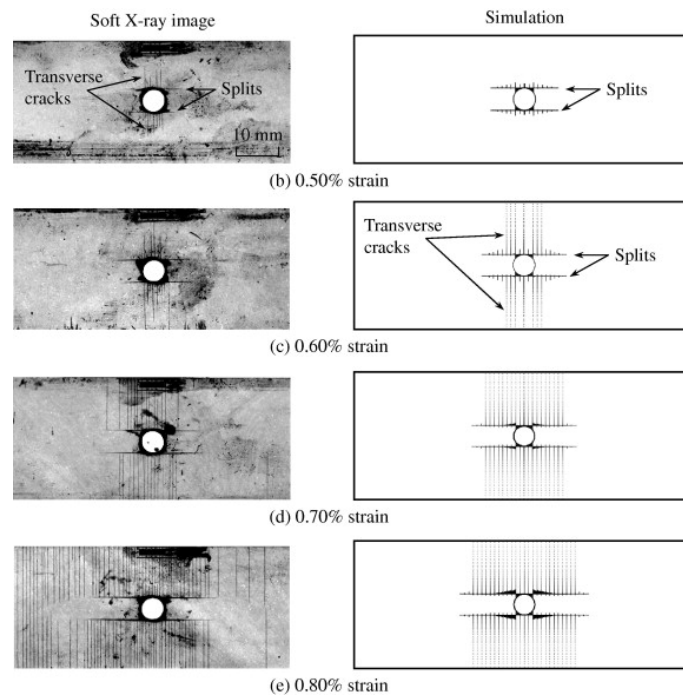 Soft X-ray image
Simulation
Transverse
cracks
Splits
10 mm
Splits
(b) 0.50% strain
Transverse
cracks
Splits
(c) 0.60% strain
(d) 0.70% strain
(e) 0.80% strain